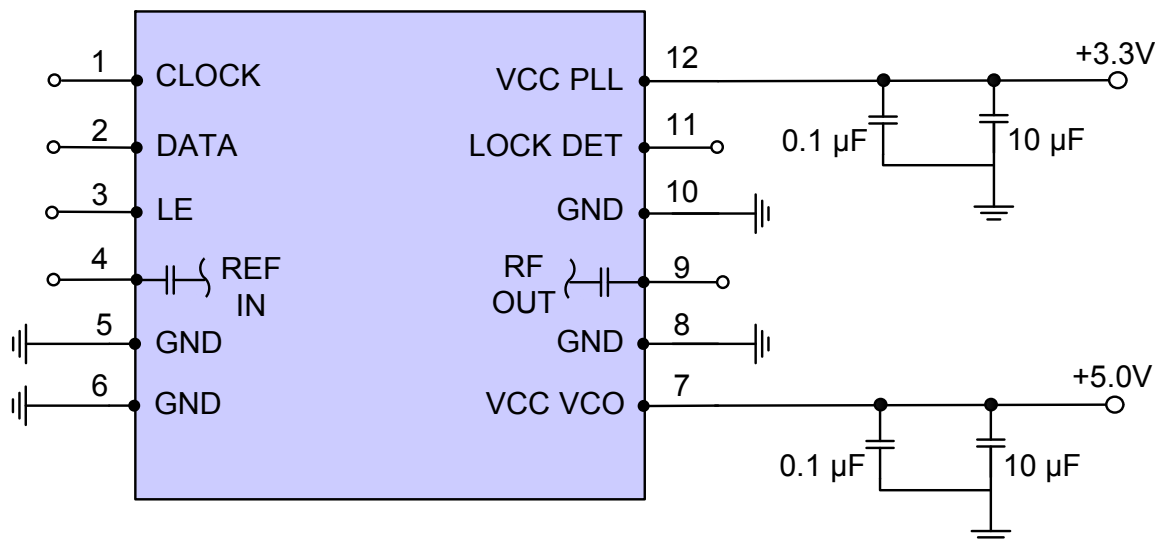 1 CLOCK
2 DATA
3 LE
4 REF
IN
5 GND
6 GND
VCC PLL 12
LOCK DET 11
GND 10
RF 9
OUT
GND 8
VCC VCO 7
+3.3V
0.1 µF 10 µF
+5.0V
0.1 µF 10 µF